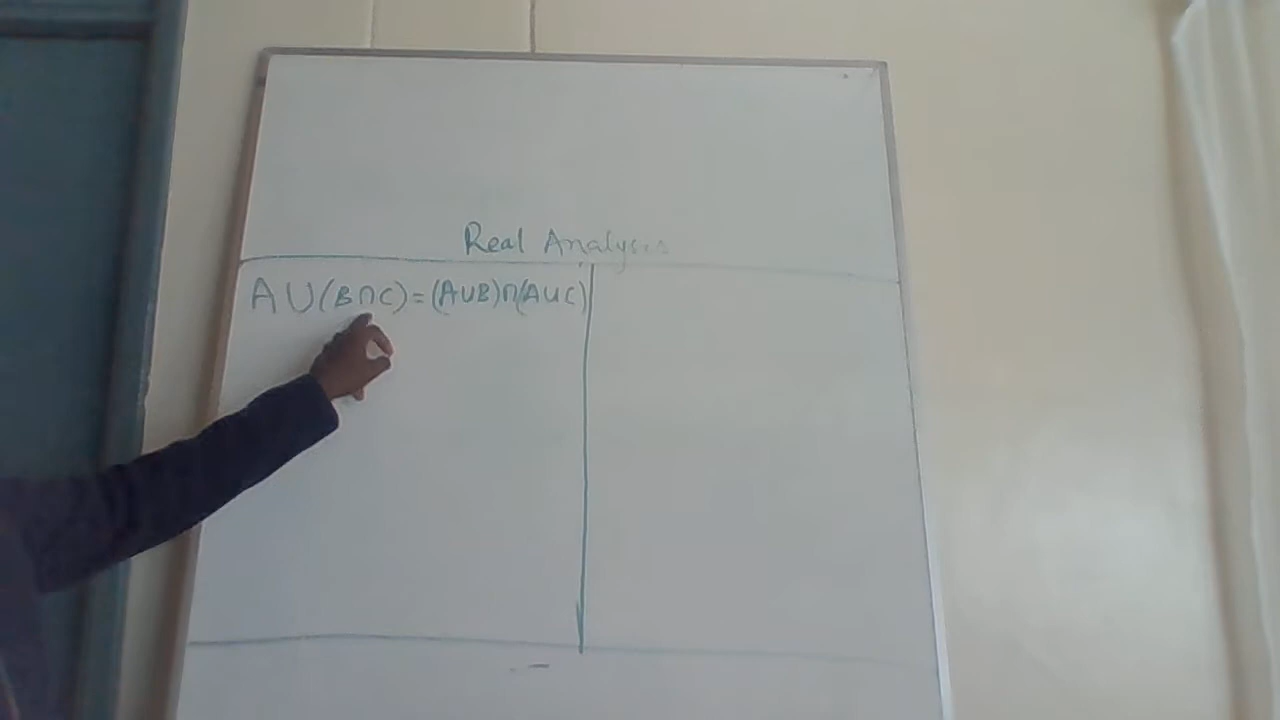 Real Analysis
A∪(B∩C)=(A∪B)∩(A∪C)